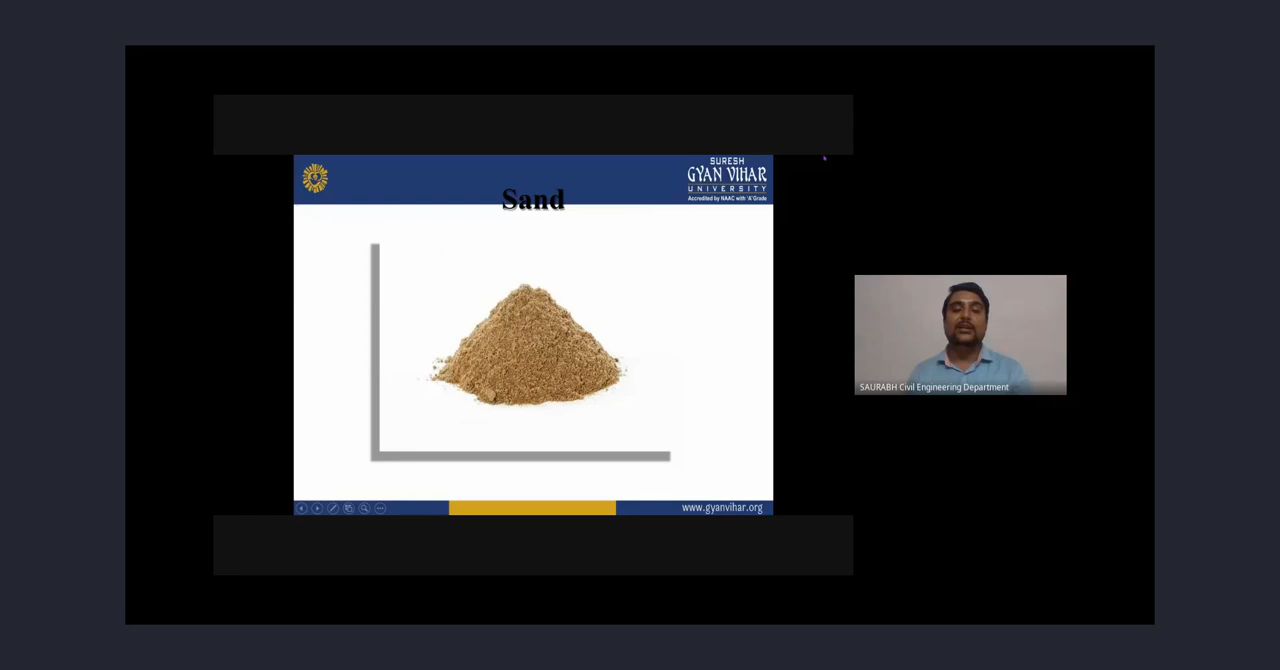 SURESH
GYAN VIHAR
UNIVERSITY
Accredited by NAAC with 'A' Grade
Sand
SAURABH Civil Engineering Department
www.gyanvihar.org